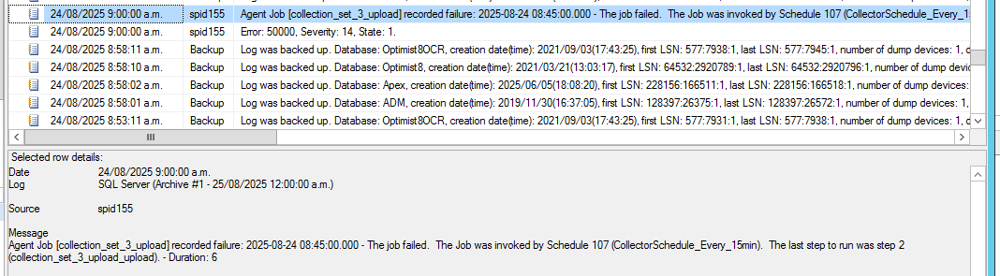 24/08/2025 9:00:00 a.m. spid155 Agent Job [collection_set_3_upload] recorded failure: 2025-08-24 08:45:00.000 - The job failed. The Job was invoked by Schedule 107 (CollectorSchedule_Every_1
24/08/2025 9:00:00 a.m. spid155 Error: 50000, Severity: 14, State: 1.
24/08/2025 8:58:11 a.m. Backup Log was backed up. Database: Optimist8OCR, creation date(time): 2021/09/03(17:43:25), first LSN: 577:7938:1, last LSN: 577:7945:1, number of dump devices: 1, d
24/08/2025 8:58:10 a.m. Backup Log was backed up. Database: Optimist8, creation date(time): 2021/03/21(13:03:17), first LSN: 64532:2920789:1, last LSN: 64532:2920796:1, number of dump devic
24/08/2025 8:58:02 a.m. Backup Log was backed up. Database: Apex, creation date(time): 2025/06/05(18:08:20), first LSN: 228156:166511:1, last LSN: 228156:166518:1, number of dump devices: 1,
24/08/2025 8:58:01 a.m. Backup Log was backed up. Database: ADM, creation date(time): 2019/11/30(16:37:05), first LSN: 128397:26375:1, last LSN: 128397:26572:1, number of dump devices: 1,
24/08/2025 8:53:11 a.m. Backup Log was backed up. Database: Optimist8OCR, creation date(time): 2021/09/03(17:43:25), first LSN: 577:7931:1, last LSN: 577:7938:1, number of dump devices: 1, d
Selected row details:
Date 24/08/2025 9:00:00 a.m.
Log SQL Server (Archive #1 - 25/08/2025 12:00:00 a.m.)
Source spid155
Message
Agent Job [collection_set_3_upload] recorded failure: 2025-08-24 08:45:00.000 - The job failed. The Job was invoked by Schedule 107 (CollectorSchedule_Every_15min). The last step to run was step 2
(collection_set_3_upload_upload). - Duration: 6